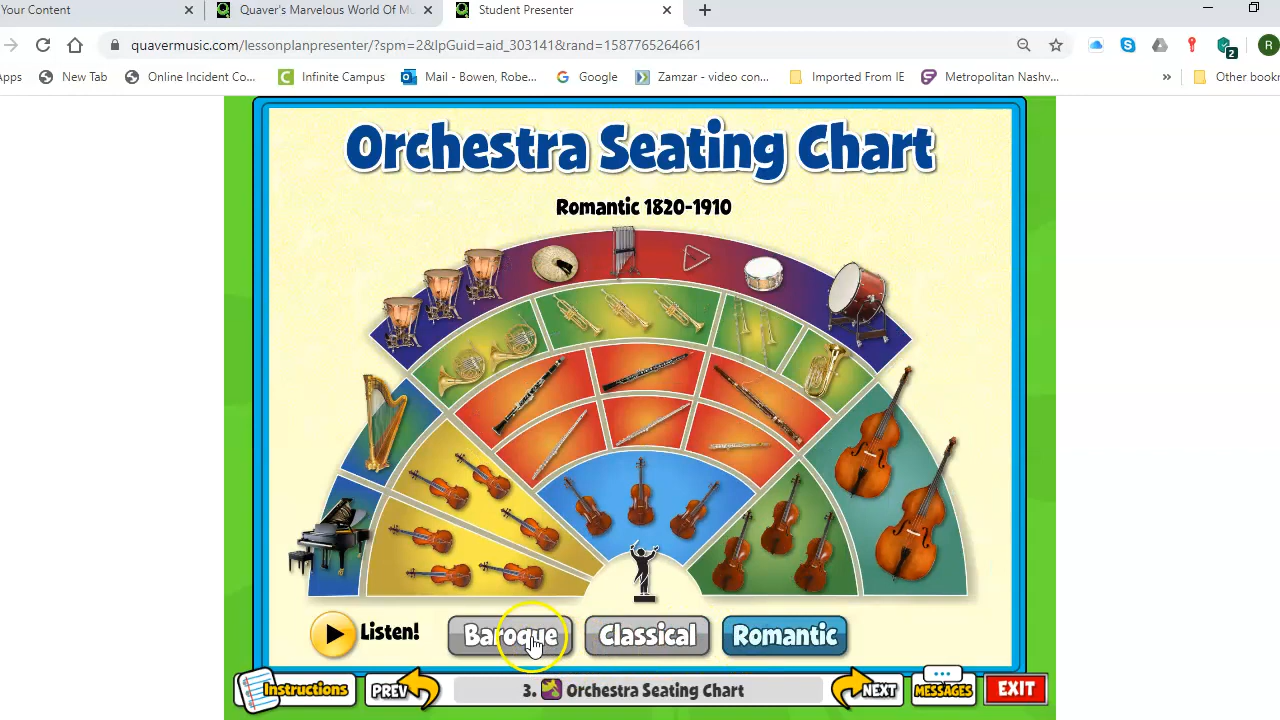 Your Content
Quaver's Marvelous World Of Mu
Student Presenter
quavermusic.com/lessonplanpresenter/?spm=2&lpGuid=aid_303141&rand=1587765264661
2
R
Apps
New Tab
Online Incident Co...
Infinite Campus
Mail - Bowen, Robe...
Google
Zamzar - video con...
Imported From IE
Metropolitan Nashv...
»
Other bookm
Orchestra Seating Chart
Romantic 1820-1910
Listen!
Baroque
Classical
Romantic
Instructions
PREV
3. Orchestra Seating Chart
NEXT
MESSAGES
EXIT